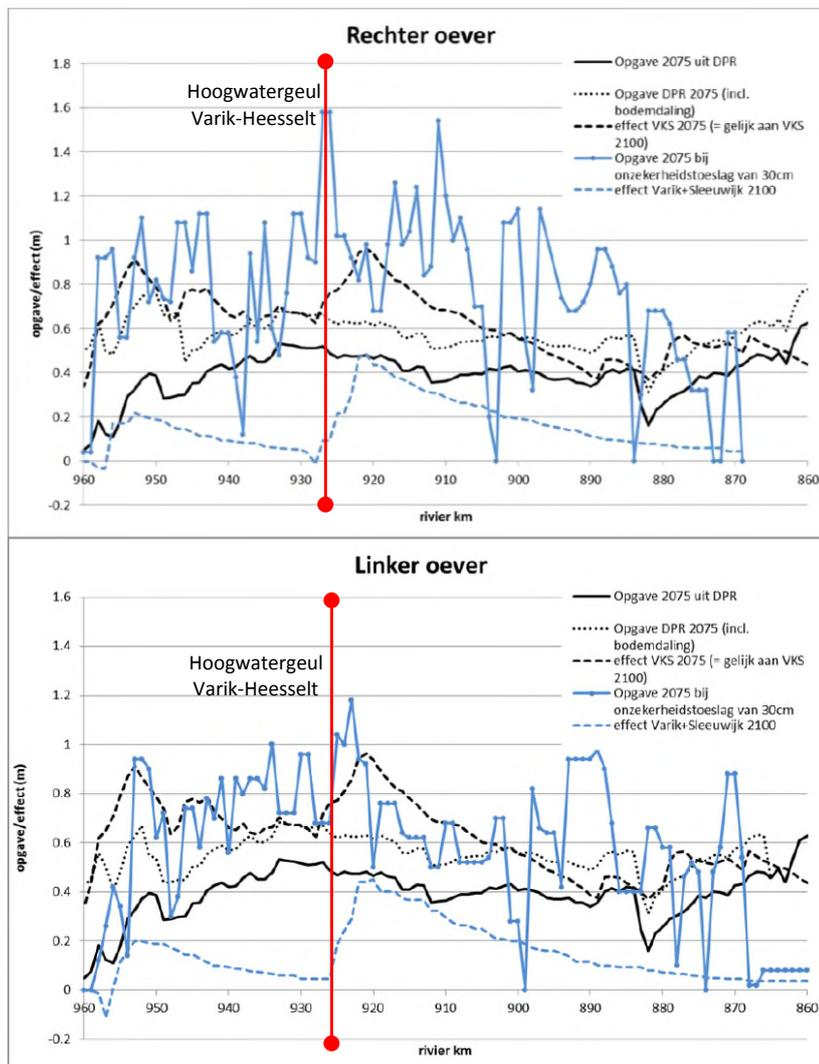 Rechter oever
1.8
1.6
1.4
1.2
1
0.8
0.6
0.4
0.2
0
-0.2
opgave/effect (m)
Hoogwatergeul
Varik-Heesselt
Opgave 2075 uit DPR
Opgave DPR 2075 (incl.
bodemdaling)
effect VKS 2075 (= gelijk aan VKS
2100)
Opgave 2075 bij
onzekerheidstoeslag van 30cm
effect Varik+Sleeuwijk 2100
960 950 940 930 920 910 900 890 880 870 860
rivier km
Linker oever
1.6
1.4
1.2
1
0.8
0.6
0.4
0.2
0
-0.2
opgave/effect (m)
Hoogwatergeul
Varik-Heesselt
Opgave 2075 uit DPR
Opgave DPR 2075 (incl.
bodemdaling)
effect VKS 2075 (= gelijk aan VKS
2100)
Opgave 2075 bij
onzekerheidstoeslag van 30cm
effect Varik+Sleeuwijk 2100
960 950 940 930 920 910 900 890 880 870 860
rivier km